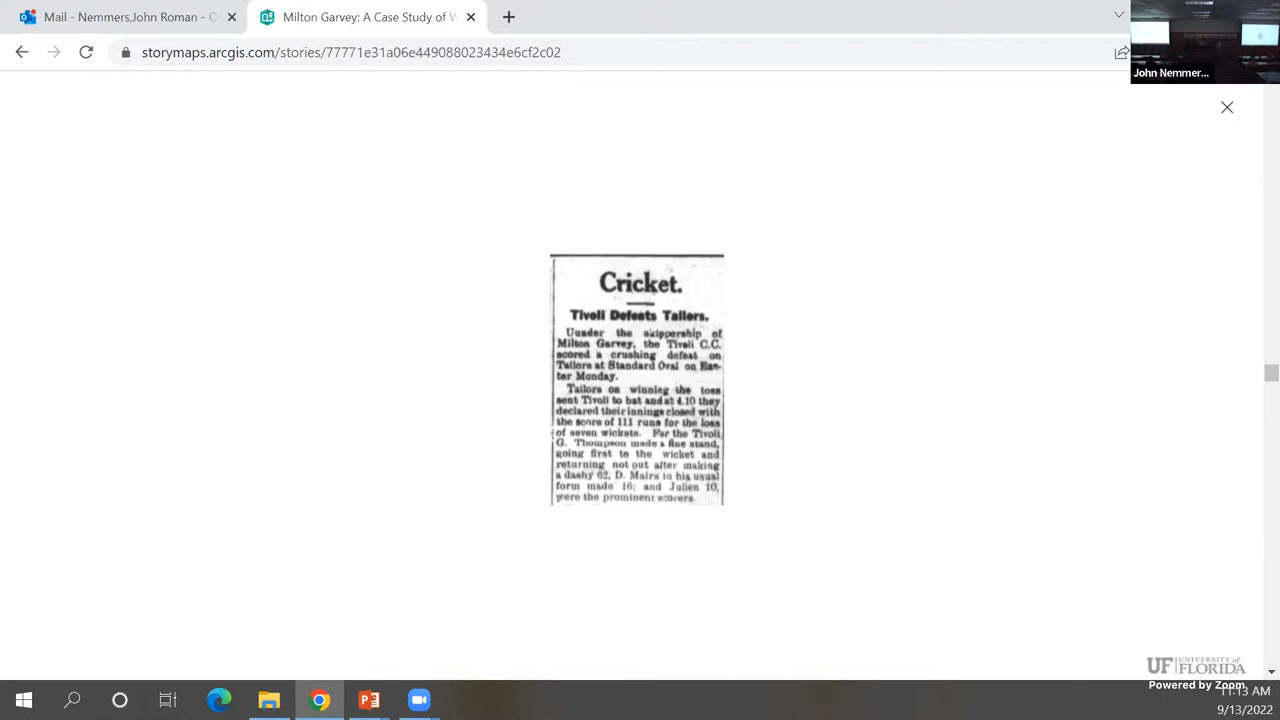 Mail - Nemmers,John Roman - O
Milton Garvey: A Case Study of W
storymaps.arcgis.com/stories/
John Nemmer...
Cricket.
Tivoli Defeats Tailors.
Uunder the skippership of
Milton Garvey, the Tivoli C.C.
scored a crushing defeat on
Tailors at Standard Oval on Eas-
ter Monday.
Tailors on winning the toss
sent Tivoli to bat and at 4.10 they
declared their innings closed with
the score of 111 runs for the loss
of seven wickets. For the Tivoli
G. Thompson made a fine stand,
going first to the wicket and
returning not out after making
a dashy 62, D. Mairs in his usual
form made 16; and Julien 10,
were the prominent scorers.
UF UNIVERSITY of
FLORIDA
Powered by Zoom
11:13 AM
9/13/2022